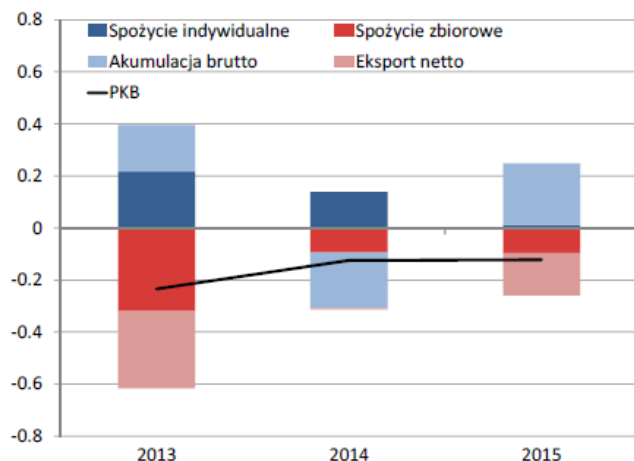 0.8
Spożycie indywidualne Spożycie zbiorowe
0.6
Akumulacja brutto Eksport netto
PKB
0.4
0.2
0
-0.2
-0.4
-0.6
-0.8
2013 2014 2015